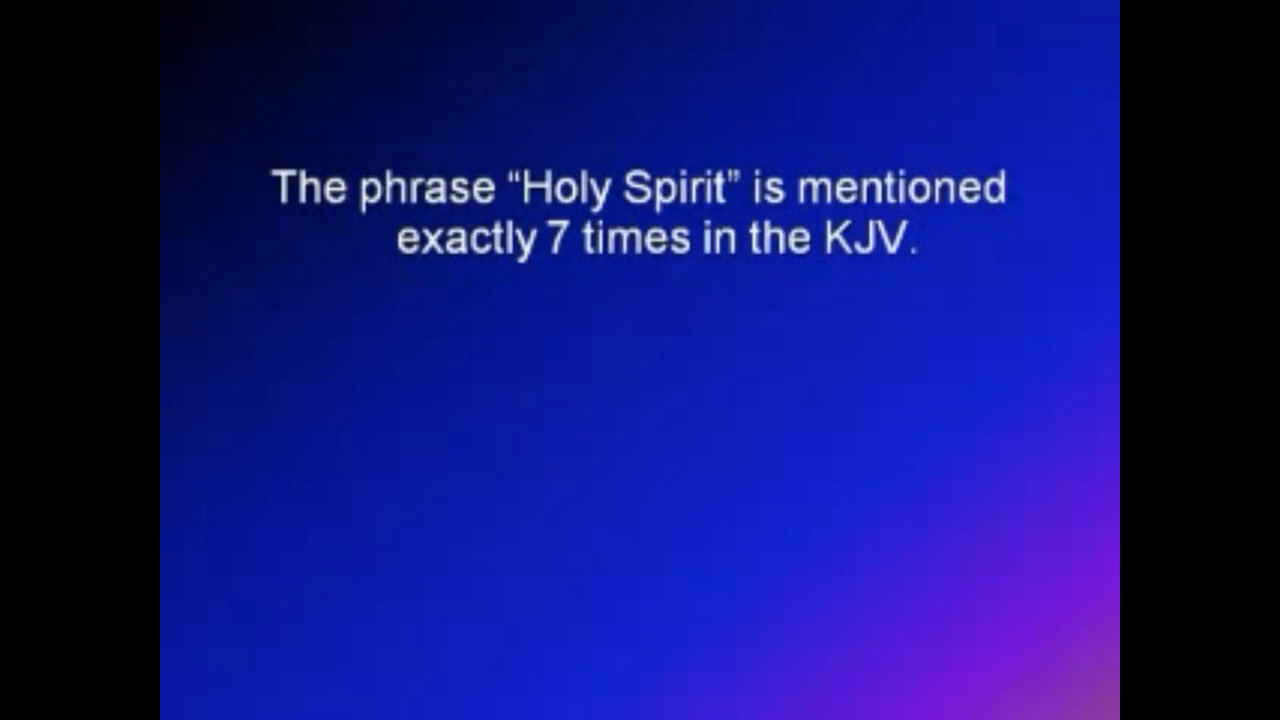 The phrase “Holy Spirit” is mentioned
exactly 7 times in the KJV.